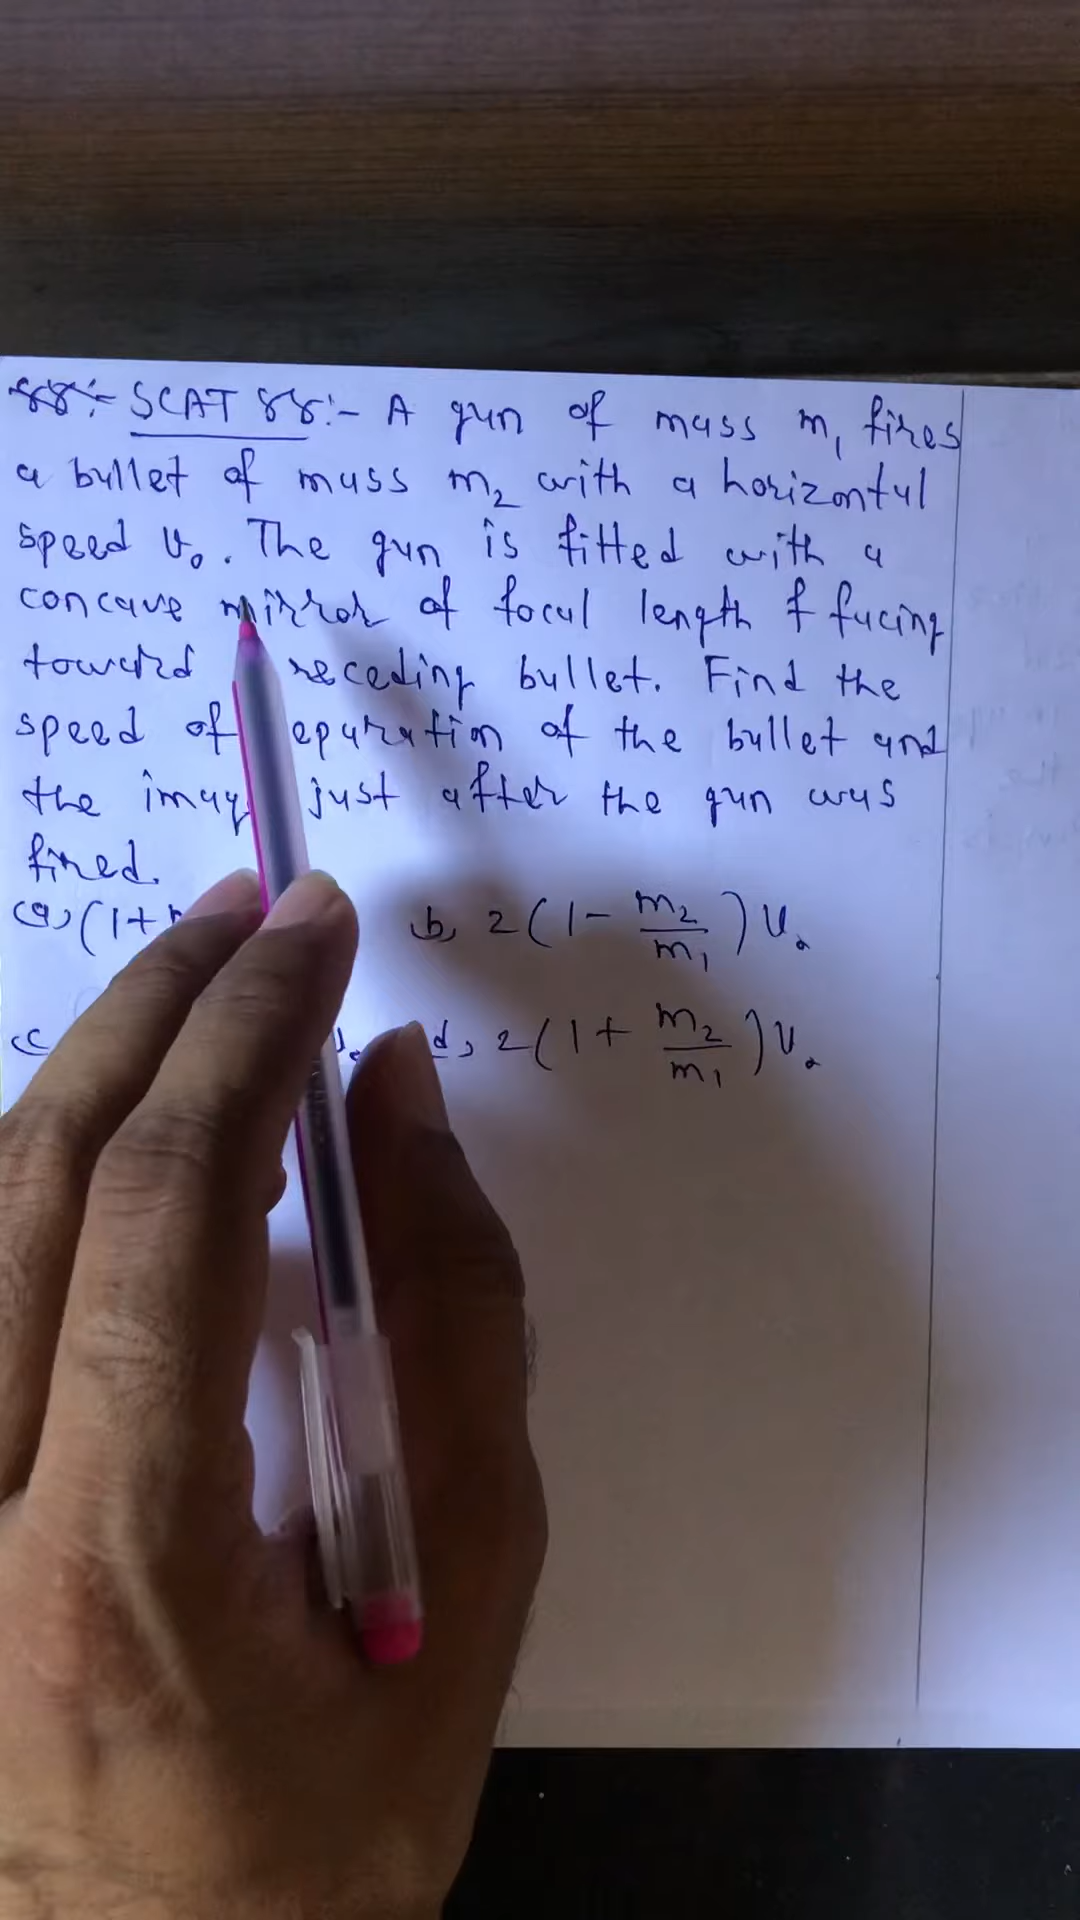 SCAT 88:- A gun of mass m₁ fires
a bullet of mass m₂ with a horizontal
speed v₀. The gun is fitted with a
concave mirror of focal length f facing
toward receding bullet. Find the
speed of eparation of the bullet and
the imag just after the gun was
fired.
(a) (1+ b, 2(1- m₂/m₁)v₀
c d, 2(1+ m₂/m₁)v₀